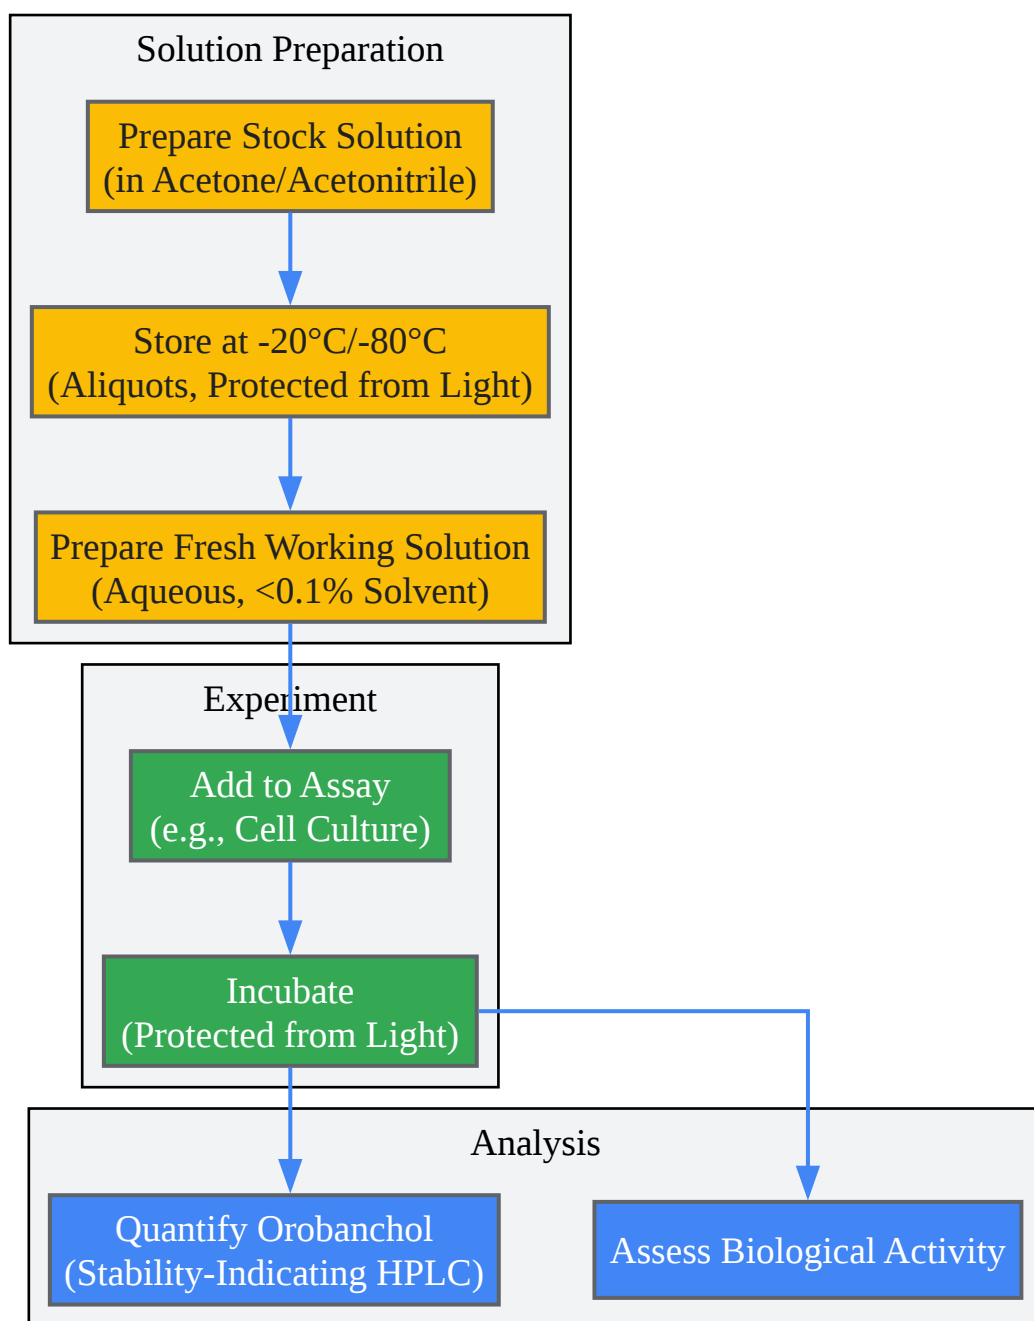 Solution Preparation
Prepare Stock Solution
(in Acetone/Acetonitrile)
Store at -20°C/-80°C
(Aliquots, Protected from Light)
Prepare Fresh Working Solution
(Aqueous, <0.1% Solvent)
Experiment
Add to Assay
(e.g., Cell Culture)
Incubate
(Protected from Light)
Analysis
Quantify Orobanchol
(Stability-Indicating HPLC)
Assess Biological Activity